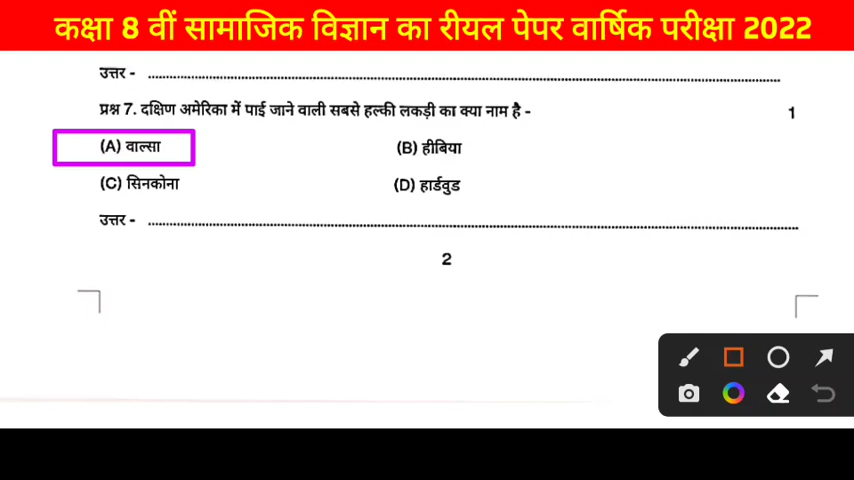 कक्षा 8 वीं सामाजिक विज्ञान का रीयल पेपर वार्षिक परीक्षा 2022
उत्तर - ................................................................................
प्रश्न 7. दक्षिण अमेरिका में पाई जाने वाली सबसे हल्की लकड़ी का क्या नाम है - 1
(A) वाल्सा (B) हीबिया
(C) सिनकोना (D) हार्डवुड
उत्तर - ................................................................................
2